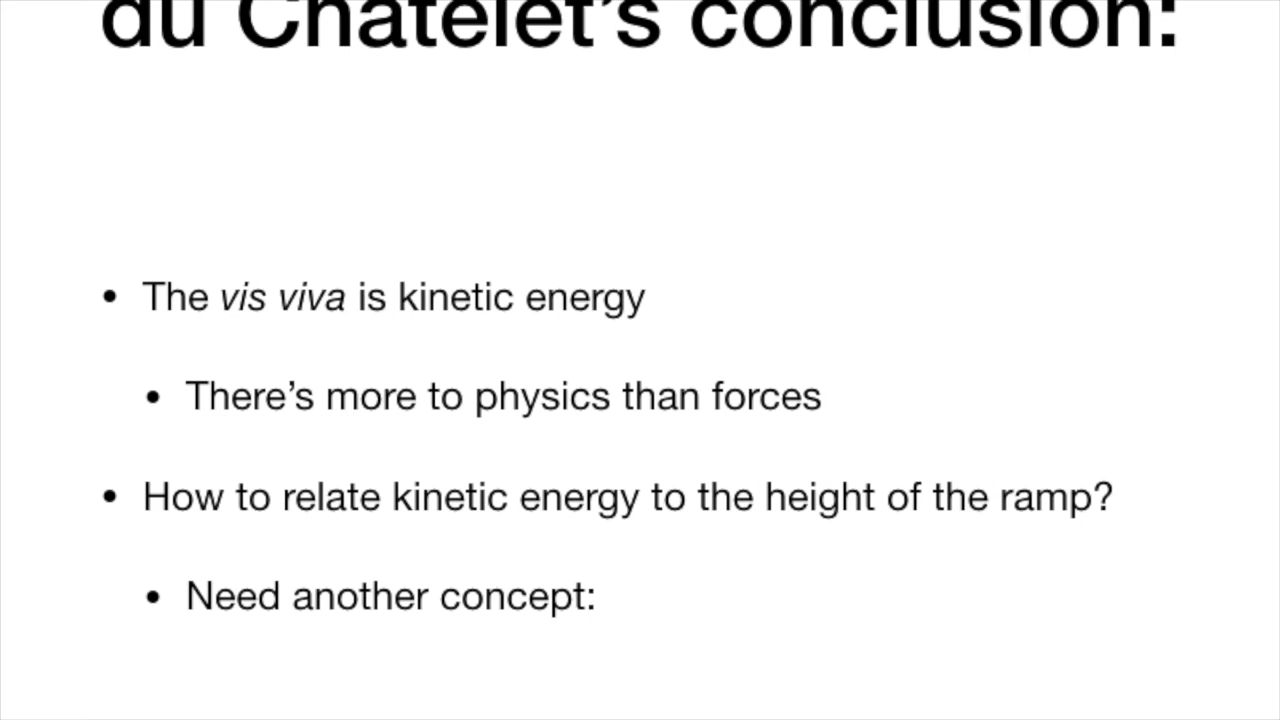 du Chatelet’s conclusion:
• The vis viva is kinetic energy
• There’s more to physics than forces
• How to relate kinetic energy to the height of the ramp?
• Need another concept: